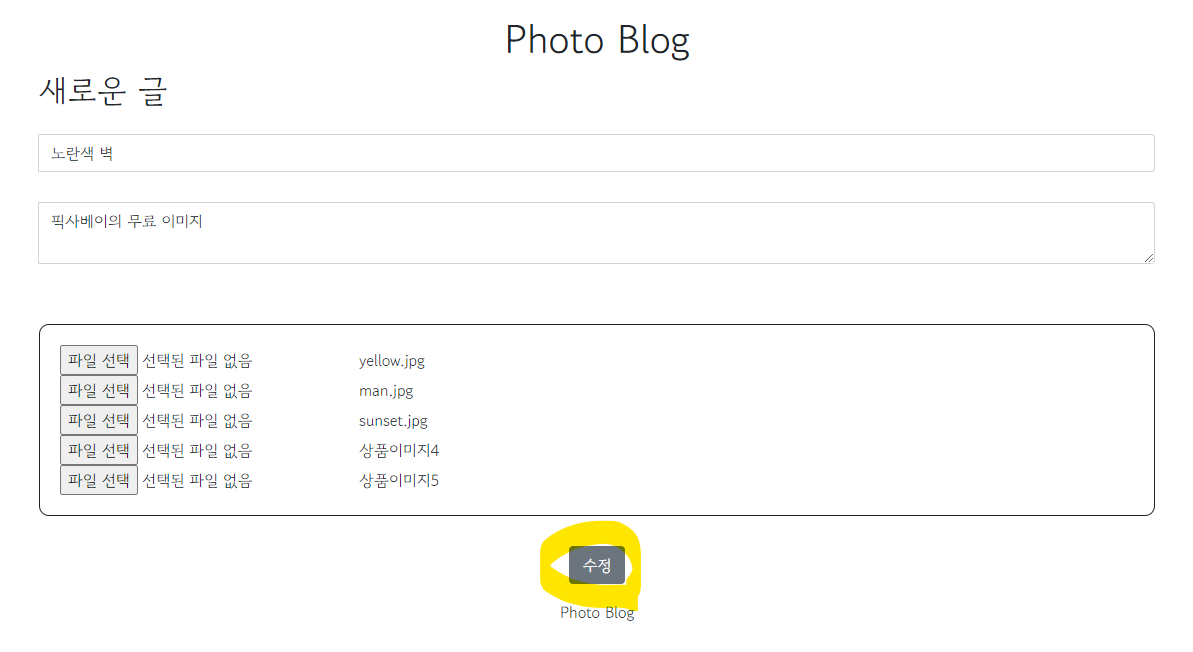 Photo Blog
새로운 글
노란색 벽
픽사베이의 무료 이미지
파일 선택 선택된 파일 없음 yellow.jpg
파일 선택 선택된 파일 없음 man.jpg
파일 선택 선택된 파일 없음 sunset.jpg
파일 선택 선택된 파일 없음 상품이미지4
파일 선택 선택된 파일 없음 상품이미지5
수정
Photo Blog